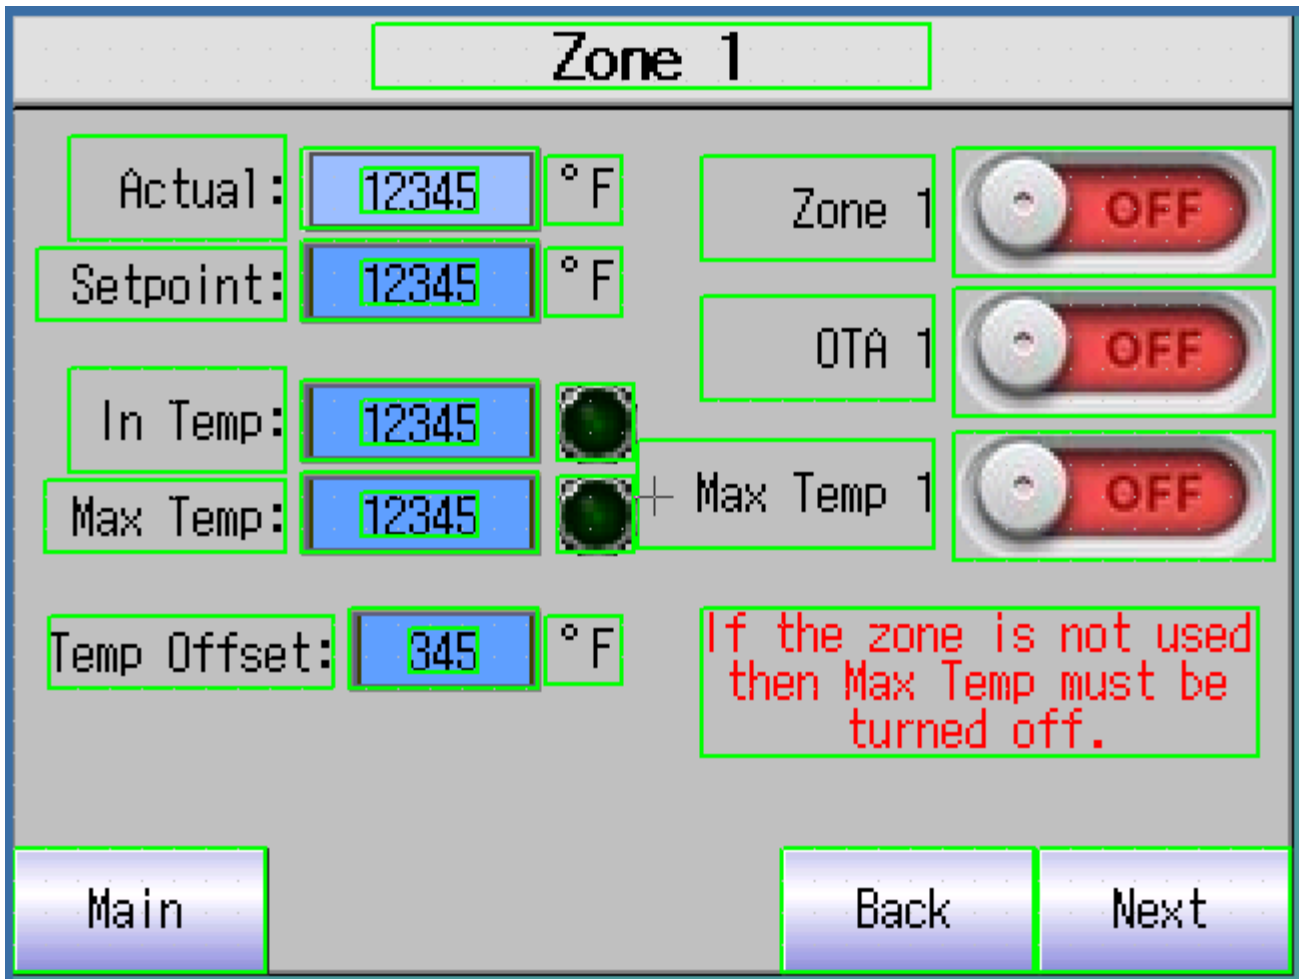 Zone 1
Actual: 12345 °F
Zone 1 OFF
Setpoint: 12345 °F
OTA 1 OFF
In Temp: 12345
Max Temp: 12345
Max Temp 1 OFF
Temp Offset: 345 °F
If the zone is not used
then Max Temp must be
turned off.
Main
Back
Next